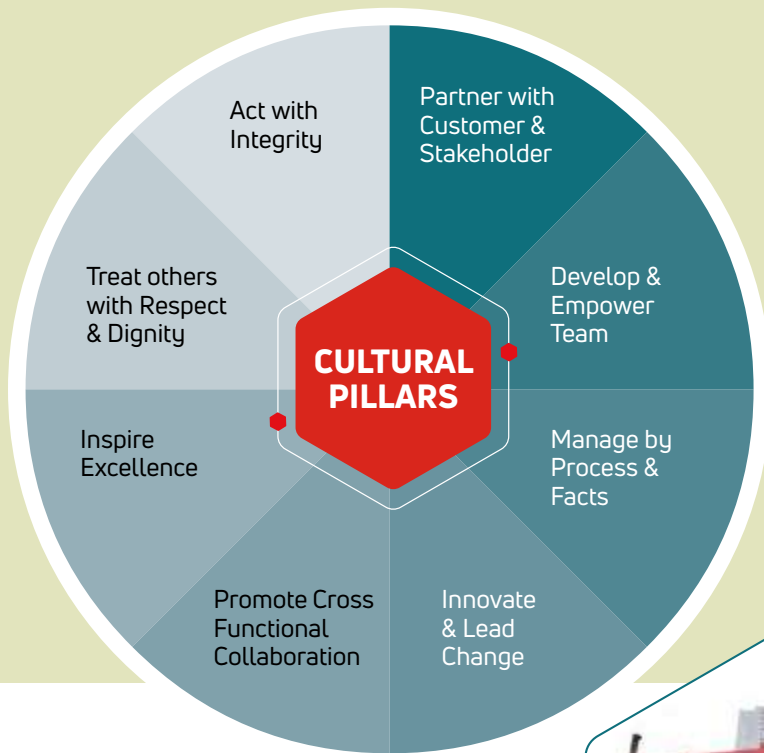 Act with
Integrity
Partner with
Customer &
Stakeholder
Develop &
Empower
Team
Manage by
Process &
Facts
Innovate
& Lead
Change
Promote Cross
Functional
Collaboration
Inspire
Excellence
Treat others
with Respect
& Dignity
CULTURAL
PILLARS